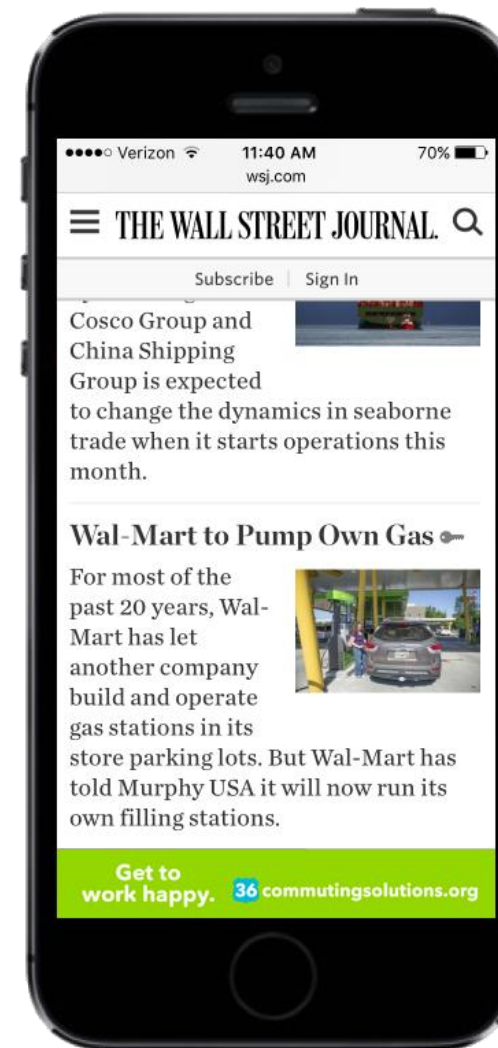 Verizon 11:40 AM 70%
wsj.com
THE WALL STREET JOURNAL.
Subscribe | Sign In
Cosco Group and
China Shipping
Group is expected
to change the dynamics in seaborne
trade when it starts operations this
month.
Wal-Mart to Pump Own Gas
For most of the
past 20 years, Wal-
Mart has let
another company
build and operate
gas stations in its
store parking lots. But Wal-Mart has
told Murphy USA it will now run its
own filling stations.
Get to
work happy. 36 commutingsolutions.org